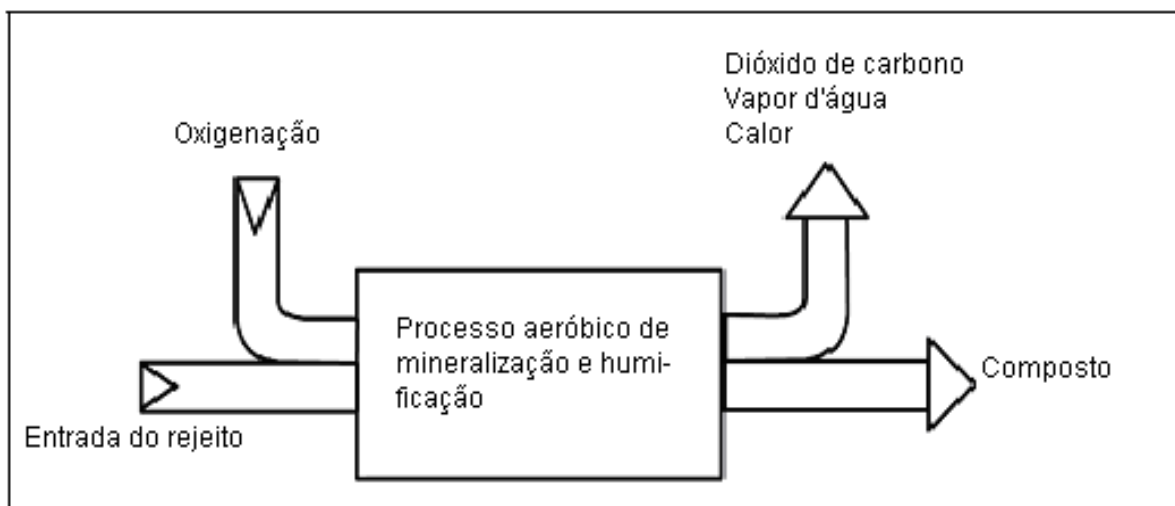 Oxigenação
Dióxido de carbono
Vapor d'água
Calor
Processo aeróbico de
mineralização e humi-
ficação
Entrada do rejeito
Composto